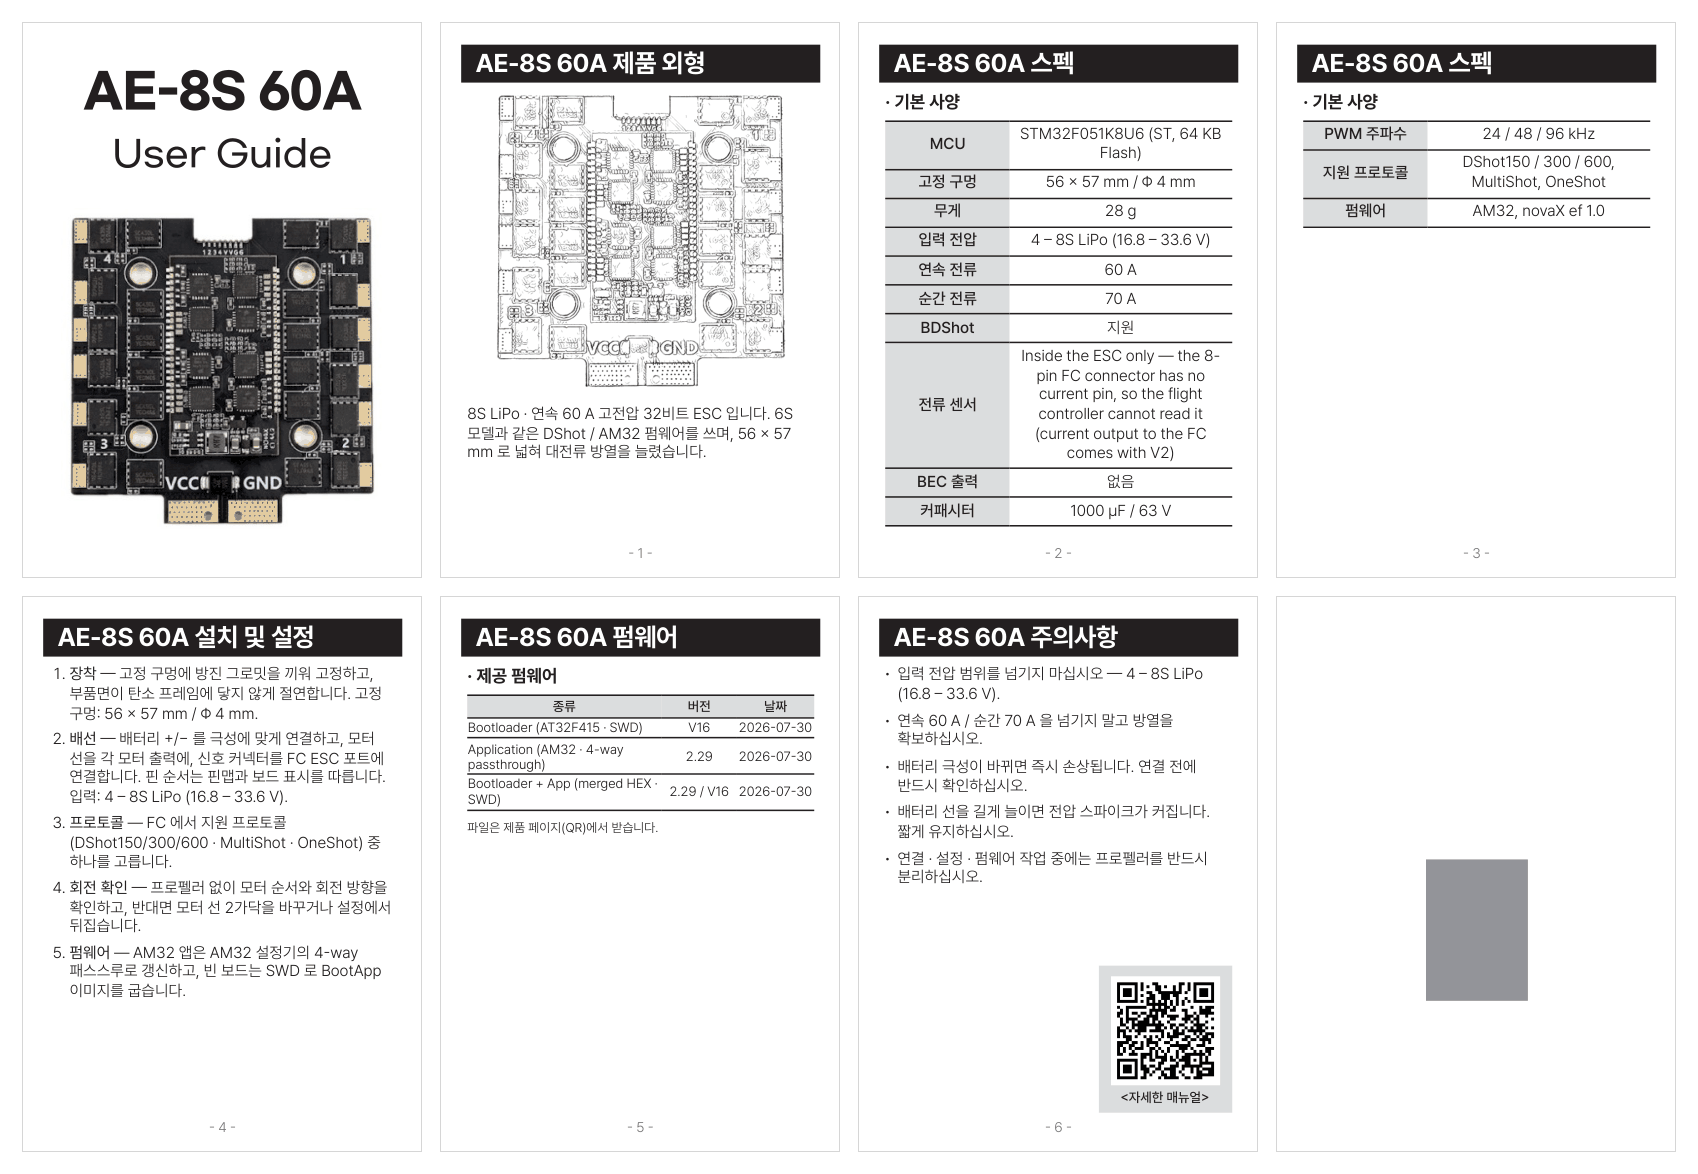 AE-8S 60A
User Guide
1234VVGG
4
1
3
2
VCC
GND
AE-8S 60A 제품 외형
VCC
GND
8S LiPo · 연속 60 A 고전압 32비트 ESC 입니다. 6S
모델과 같은 DShot / AM32 펌웨어를 쓰며, 56 × 57
mm 로 넓혀 대전류 방열을 늘렸습니다.
- 1 -
AE-8S 60A 스펙
· 기본 사양
MCU
STM32F051K8U6 (ST, 64 KB
Flash)
고정 구멍
56 × 57 mm / Φ 4 mm
무게
28 g
입력 전압
4 – 8S LiPo (16.8 – 33.6 V)
연속 전류
60 A
순간 전류
70 A
BDShot
지원
전류 센서
Inside the ESC only — the 8-
pin FC connector has no
current pin, so the flight
controller cannot read it
(current output to the FC
comes with V2)
BEC 출력
없음
커패시터
1000 µF / 63 V
- 2 -
AE-8S 60A 스펙
· 기본 사양
PWM 주파수
24 / 48 / 96 kHz
지원 프로토콜
DShot150 / 300 / 600,
MultiShot, OneShot
펌웨어
AM32, novaX ef 1.0
- 3 -
AE-8S 60A 설치 및 설정
1. 장착 — 고정 구멍에 방진 그로밋을 끼워 고정하고,
부품면이 탄소 프레임에 닿지 않게 절연합니다. 고정
구멍: 56 × 57 mm / Φ 4 mm.
2. 배선 — 배터리 +/− 를 극성에 맞게 연결하고, 모터
선을 각 모터 출력에, 신호 커넥터를 FC ESC 포트에
연결합니다. 핀 순서는 핀맵과 보드 표시를 따릅니다.
입력: 4 – 8S LiPo (16.8 – 33.6 V).
3. 프로토콜 — FC 에서 지원 프로토콜
(DShot150/300/600 · MultiShot · OneShot) 중
하나를 고릅니다.
4. 회전 확인 — 프로펠러 없이 모터 순서와 회전 방향을
확인하고, 반대면 모터 선 2가닥을 바꾸거나 설정에서
뒤집습니다.
5. 펌웨어 — AM32 앱은 AM32 설정기의 4-way
패스스루로 갱신하고, 빈 보드는 SWD 로 BootApp
이미지를 굽습니다.
- 4 -
AE-8S 60A 펌웨어
· 제공 펌웨어
종류 버전 날짜
Bootloader (AT32F415 · SWD) V16 2026-07-30
Application (AM32 · 4-way
passthrough) 2.29 2026-07-30
Bootloader + App (merged HEX ·
SWD) 2.29 / V16 2026-07-30
파일은 제품 페이지(QR)에서 받습니다.
- 5 -
AE-8S 60A 주의사항
· 입력 전압 범위를 넘기지 마십시오 — 4 – 8S LiPo
(16.8 – 33.6 V).
· 연속 60 A / 순간 70 A 을 넘기지 말고 방열을
확보하십시오.
· 배터리 극성이 바뀌면 즉시 손상됩니다. 연결 전에
반드시 확인하십시오.
· 배터리 선을 길게 늘이면 전압 스파이크가 커집니다.
짧게 유지하십시오.
· 연결 · 설정 · 펌웨어 작업 중에는 프로펠러를 반드시
분리하십시오.
<자세한 매뉴얼>
- 6 -